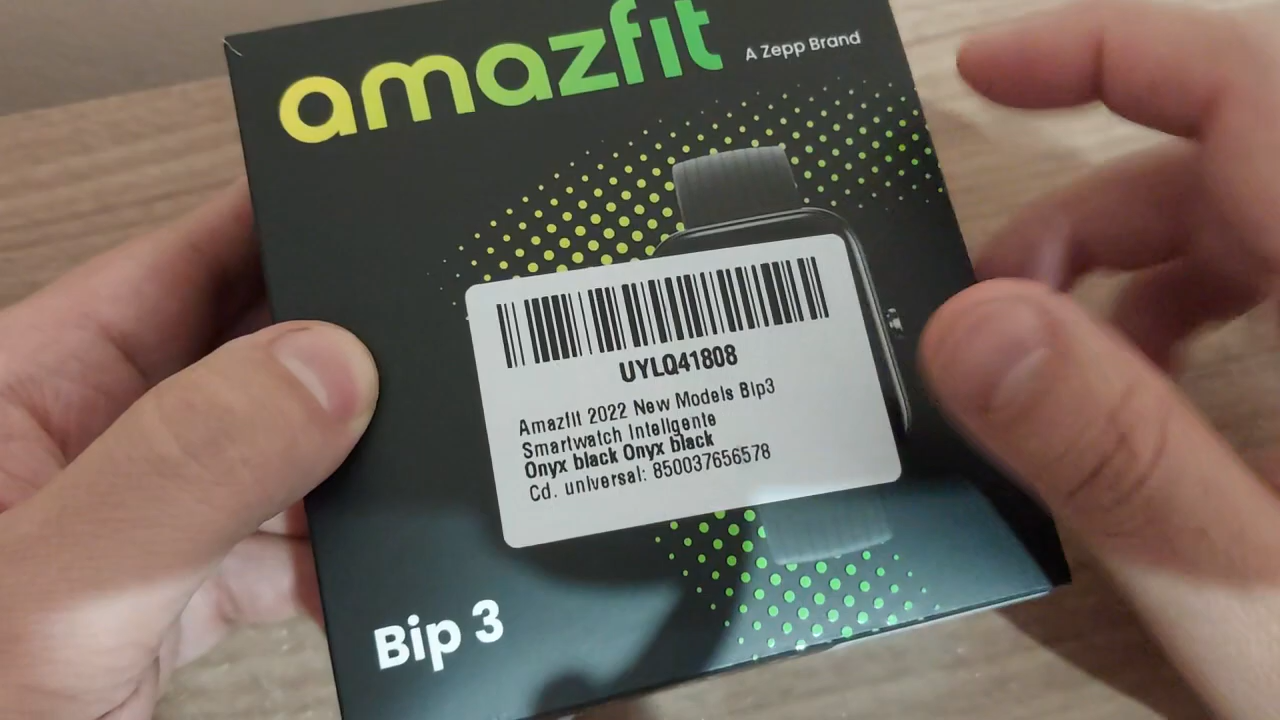 amazfit
A Zepp Brand
UYLQ41808
Amazfit 2022 New Models Bip3
Smartwatch Inteligente
Onyx black Onyx black
Cd. universal: 850037656578
Bip 3